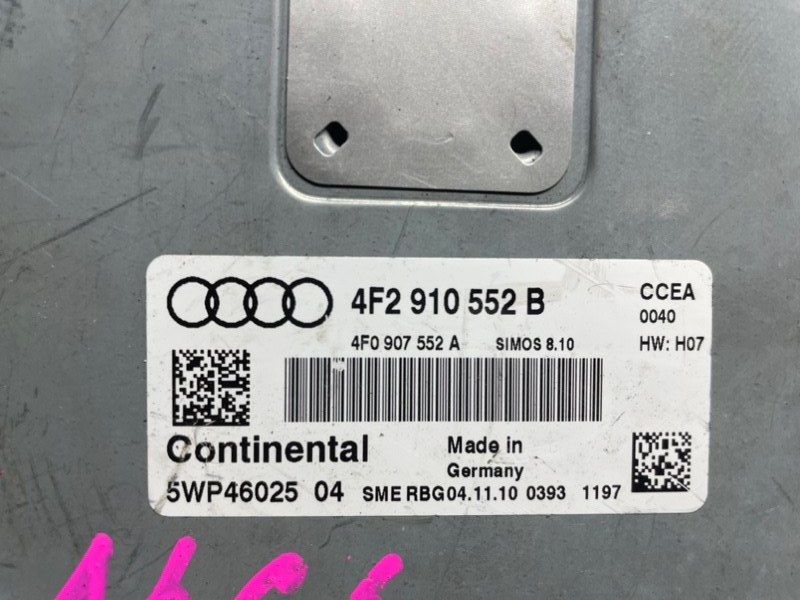 4F2 910 552 B CCEA
0040
4F0 907 552 A SIMOS 8.10 HW: H07
Continental Made in
Germany
5WP46025 04 SME RBG04.11.10 0393 1197